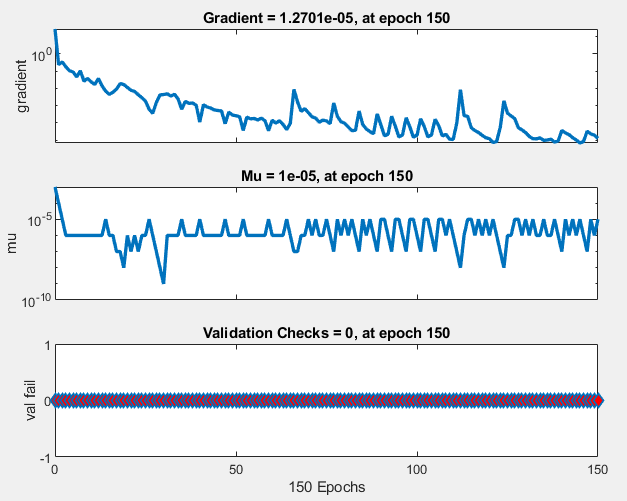 Gradient = 1.2701e-05, at epoch 150
10^0
gradient
Mu = 1e-05, at epoch 150
10^-5
mu
10^-10
Validation Checks = 0, at epoch 150
1
0
val fail
-1
0 50 100 150
150 Epochs